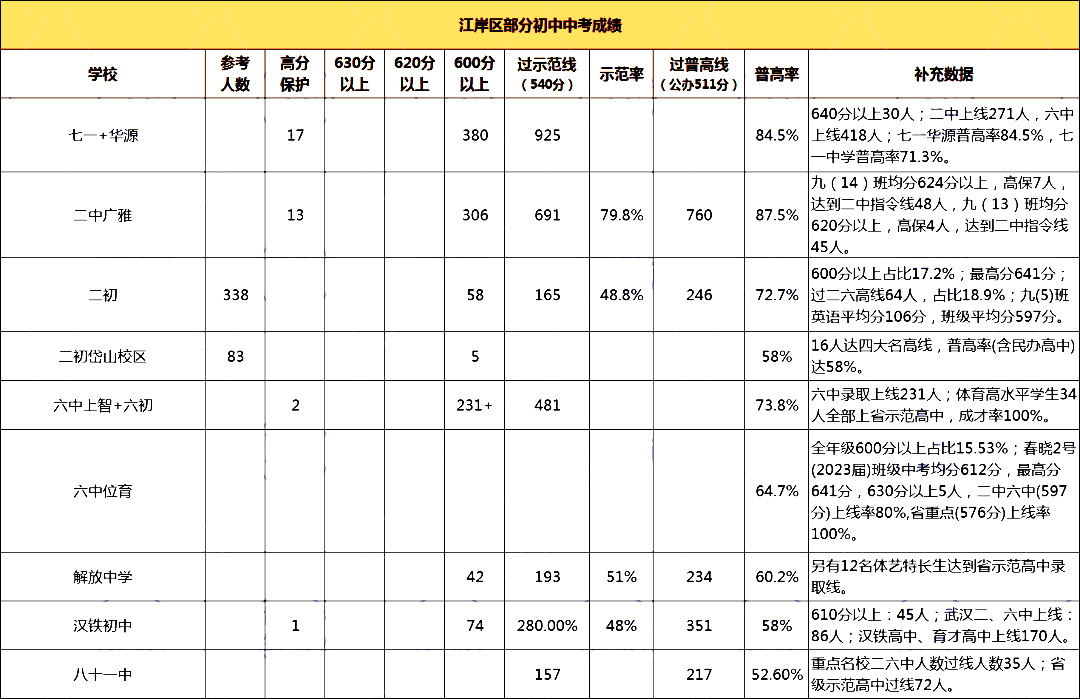 江岸区部分初中中考成绩
学校 参考人数 高分保护 630分以上 620分以上 600分以上 过示范线（540分） 示范率 过普高线（公办511分） 普高率 补充数据
七一+华源 17 380 925 84.5% 640分以上30人；二中上线271人，六中
上线418人；七一华源普高率84.5%，七
一中学普高率71.3%。
二中广雅 13 306 691 79.8% 760 87.5% 九（14）班均分624分以上，高保7人，
达到二中指令线48人，九（13）班均分
620分以上，高保4人，达到二中指令线
45人。
二初 338 58 165 48.8% 246 72.7% 600分以上占比17.2%；最高分641分；
过二六高线64人，占比18.9%；九(5)班
英语平均分106分，班级平均分597分。
二初岱山校区 83 5 58% 16人达四大名高线，普高率(含民办高中)
达58%。
六中上智+六初 2 231+ 481 73.8% 六中录取上线231人；体育高水平学生34
人全部上省示范高中，成才率100%。
六中位育 64.7% 全年级600分以上占比15.53%；春晓2号
(2023届)班级中考均分612分，最高分
641分，630分以上5人，二中六中(597
分)上线率80%,省重点(576分)上线率
100%。
解放中学 42 193 51% 234 60.2% 另有12名体艺特长生达到省示范高中录
取线。
汉铁初中 1 74 280.00% 48% 351 58% 610分以上：45人；武汉二、六中上线：
86人；汉铁高中、育才高中上线170人。
八十一中 157 217 52.60% 重点名校二六中人数过线人数35人；省
级示范高中过线72人。